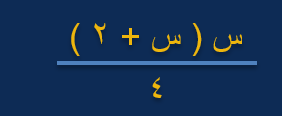 س ( س + ٢ )
٤